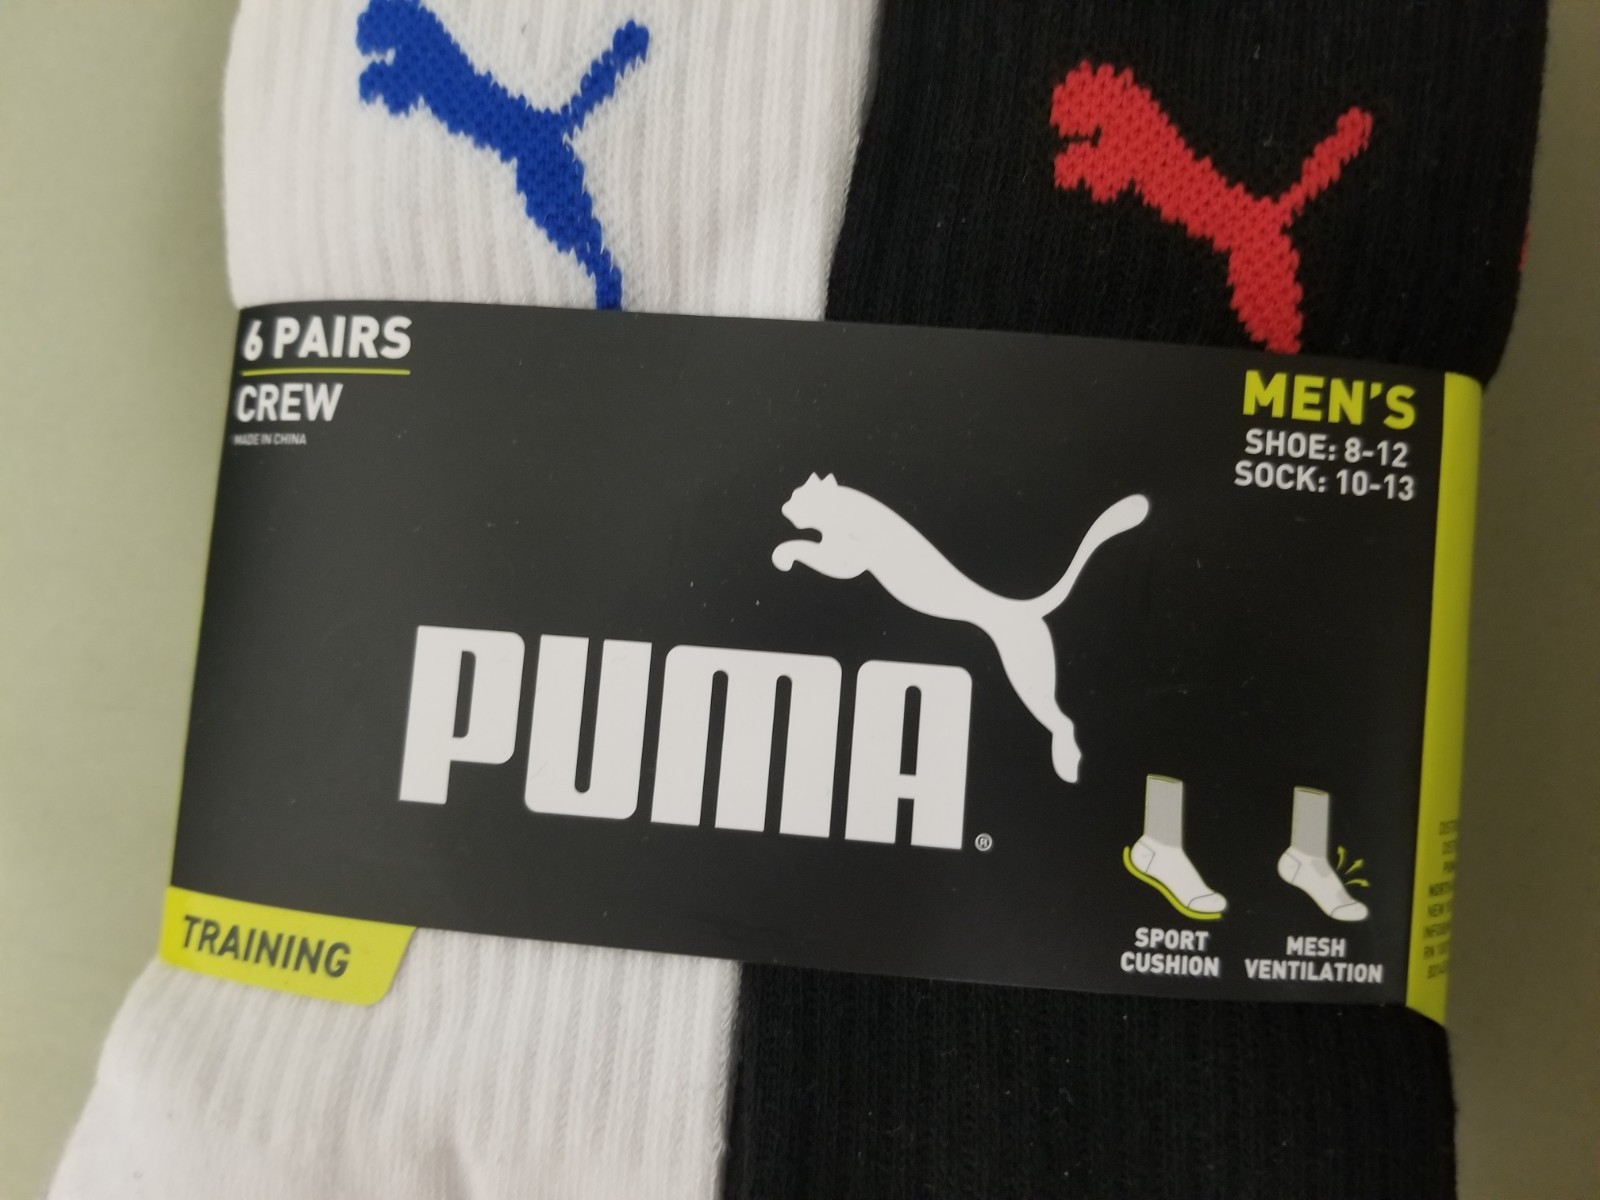 6 PAIRS
CREW
MADE IN CHINA
MEN'S
SHOE: 8-12
SOCK: 10-13
PUMA
®
SPORT
CUSHION
MESH
VENTILATION
TRAINING